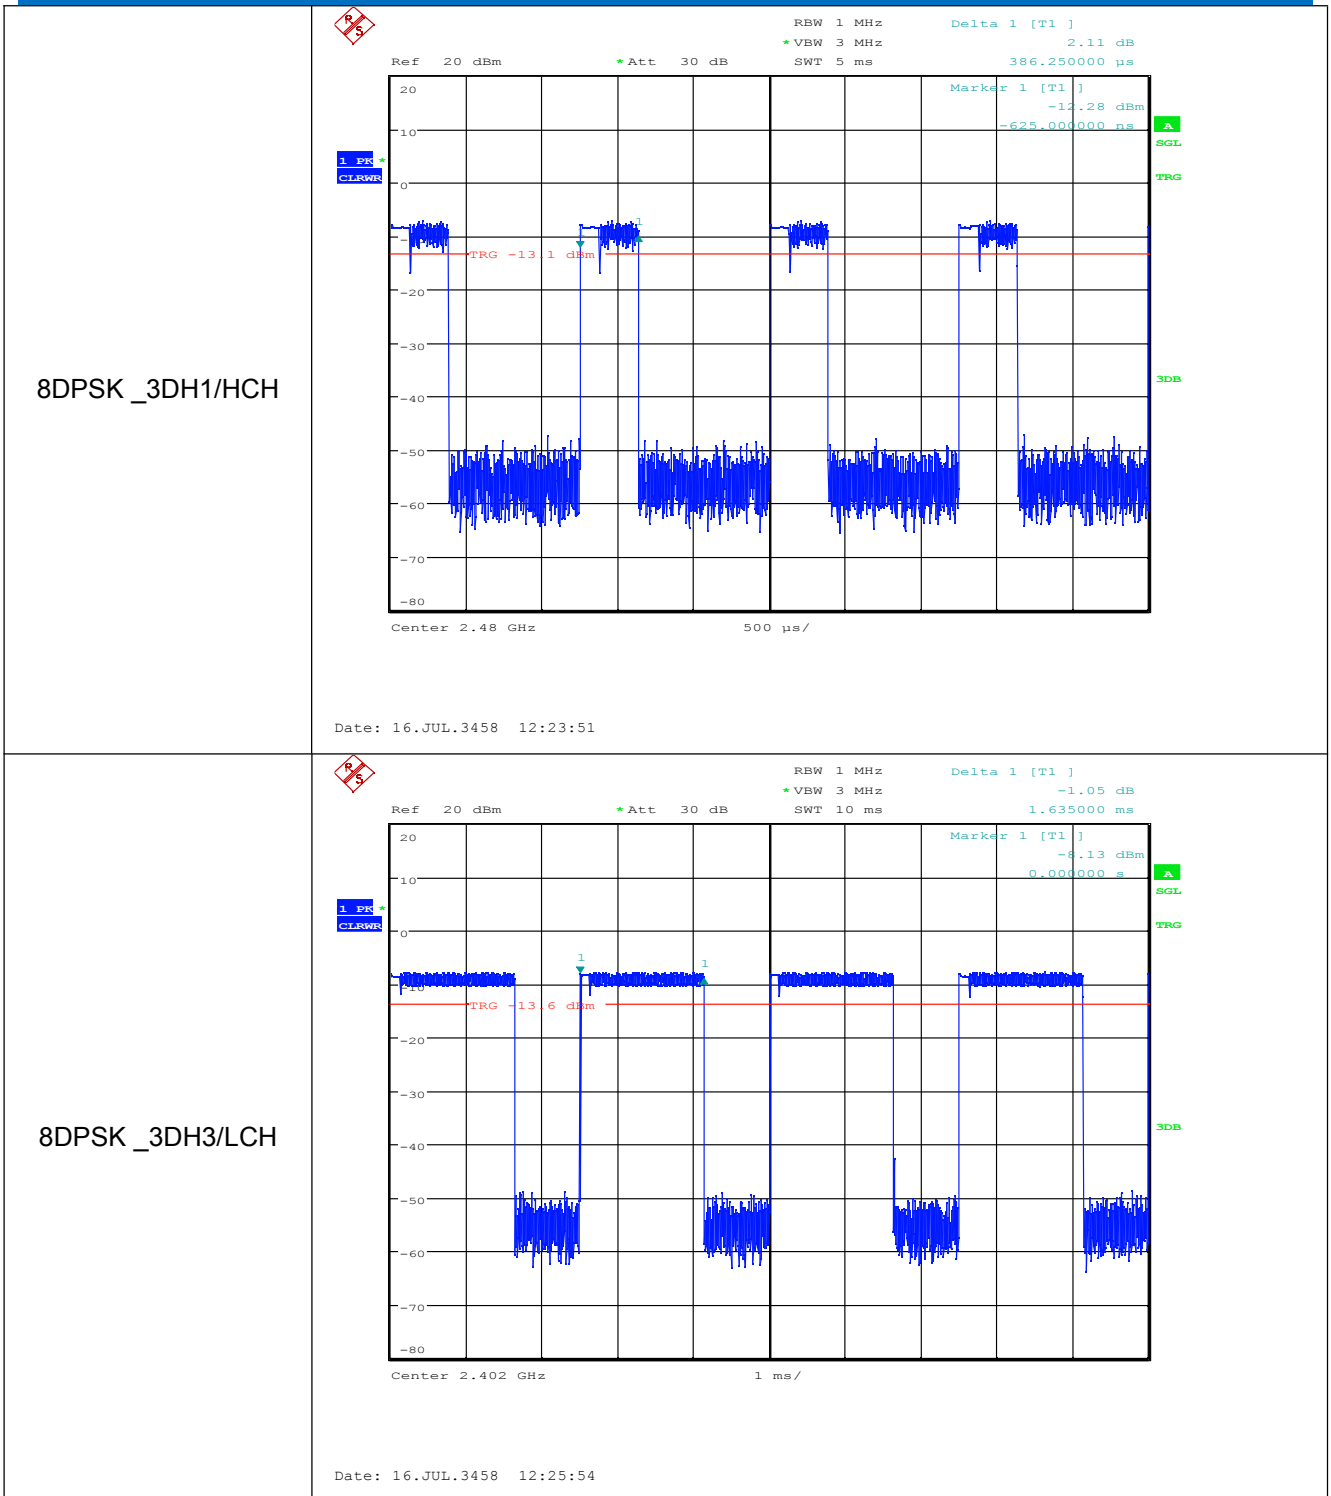 8DPSK _3DH1/HCH
R S
RBW 1 MHz
Delta 1 [T1 ]
*VBW 3 MHz
2.11 dB
Ref 20 dBm
*Att 30 dB
SWT 5 ms
386.250000 µs
20
Marker 1 [T1 ]
-12.28 dBm
-625.000000 ns
A
SGL
TRG
10
1 PK *
CLRWR
0
1
TRG -13.1 dBm
-20
-30
3DB
-40
-50
-60
-70
-80
Center 2.48 GHz
500 µs/
Date: 16.JUL.3458 12:23:51
8DPSK _3DH3/LCH
R S
RBW 1 MHz
Delta 1 [T1 ]
*VBW 3 MHz
-1.05 dB
Ref 20 dBm
*Att 30 dB
SWT 10 ms
1.635000 ms
20
Marker 1 [T1 ]
-8.13 dBm
0.000000 s
A
SGL
TRG
10
1 PK *
CLRWR
0
1
1
-10
TRG -13.6 dBm
-20
-30
3DB
-40
-50
-60
-70
-80
Center 2.402 GHz
1 ms/
Date: 16.JUL.3458 12:25:54